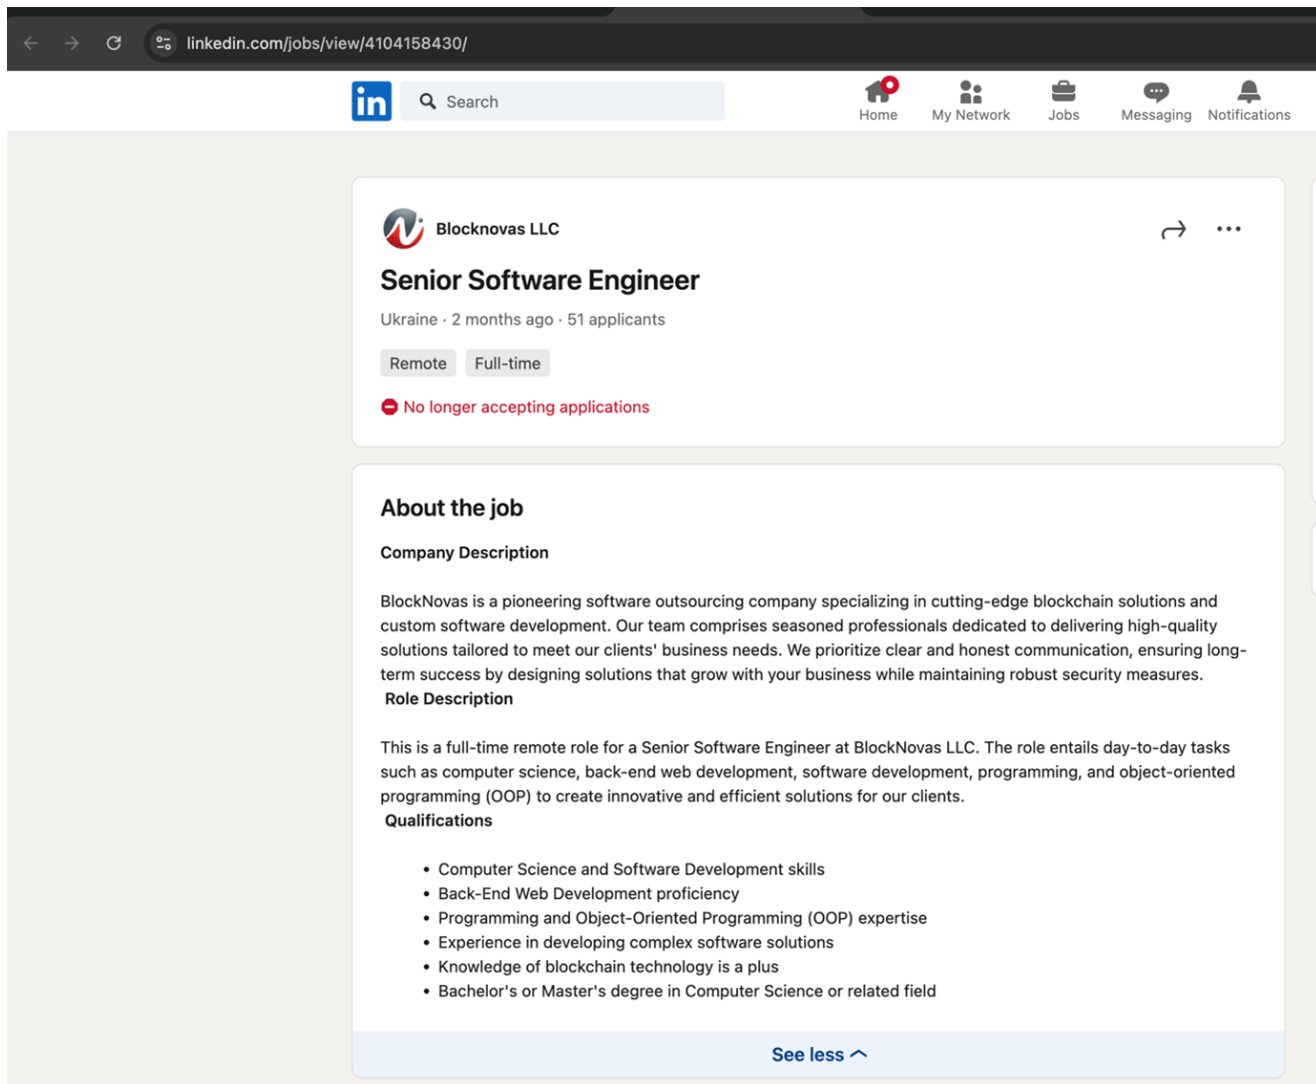 linkedin.com/jobs/view/4104158430/
in
Search
Home
My Network
Jobs
Messaging
Notifications
Blocknovas LLC
Senior Software Engineer
Ukraine · 2 months ago · 51 applicants
Remote
Full-time
No longer accepting applications
About the job
Company Description
BlockNovas is a pioneering software outsourcing company specializing in cutting-edge blockchain solutions and
custom software development. Our team comprises seasoned professionals dedicated to delivering high-quality
solutions tailored to meet our clients' business needs. We prioritize clear and honest communication, ensuring long-
term success by designing solutions that grow with your business while maintaining robust security measures.
Role Description
This is a full-time remote role for a Senior Software Engineer at BlockNovas LLC. The role entails day-to-day tasks
such as computer science, back-end web development, software development, programming, and object-oriented
programming (OOP) to create innovative and efficient solutions for our clients.
Qualifications
• Computer Science and Software Development skills
• Back-End Web Development proficiency
• Programming and Object-Oriented Programming (OOP) expertise
• Experience in developing complex software solutions
• Knowledge of blockchain technology is a plus
• Bachelor's or Master's degree in Computer Science or related field
See less